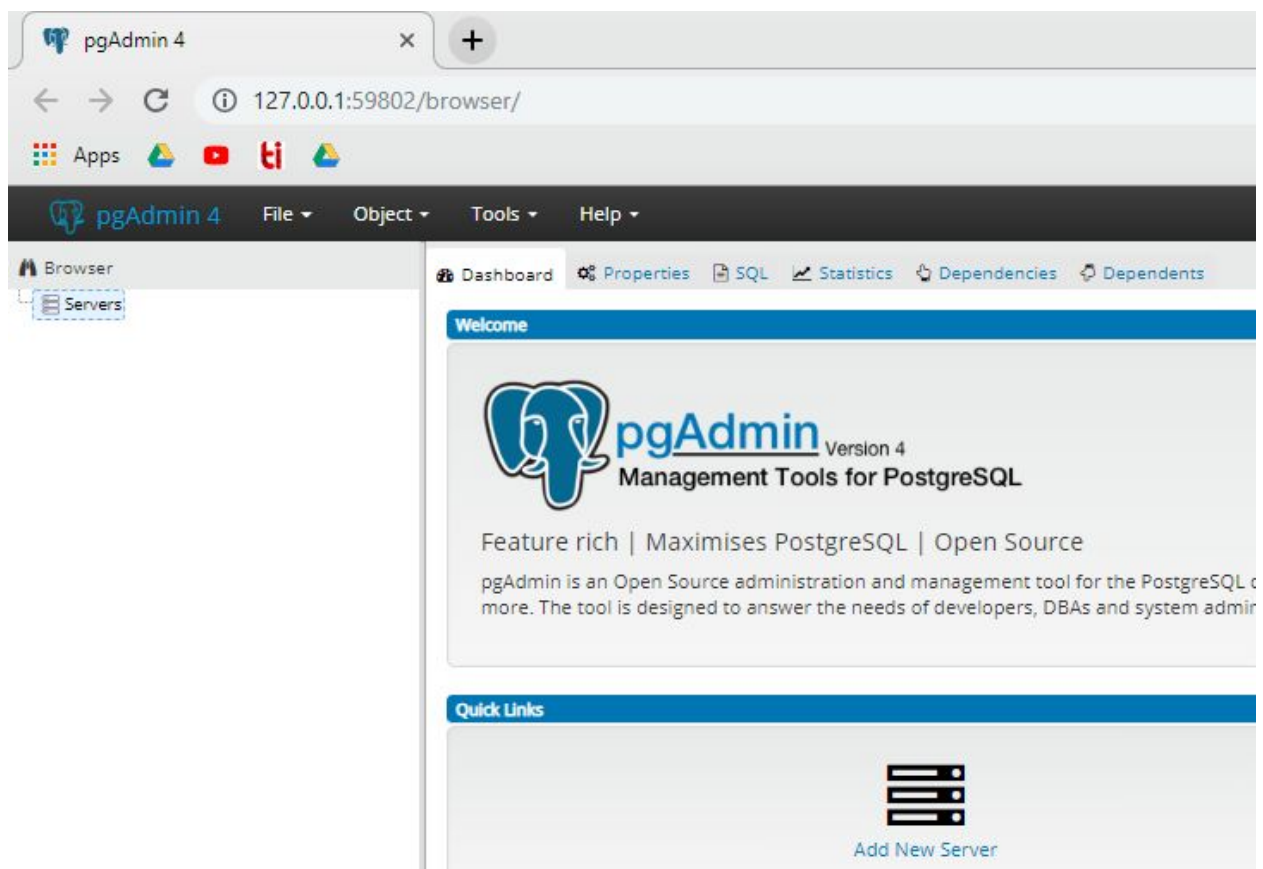 pgAdmin 4
127.0.0.1:59802/browser/
Apps ti
pgAdmin 4 File Object Tools Help
Browser
Servers
Dashboard Properties SQL Statistics Dependencies Dependents
Welcome
pgAdmin Version 4
Management Tools for PostgreSQL
Feature rich | Maximises PostgreSQL | Open Source
pgAdmin is an Open Source administration and management tool for the PostgreSQL
more. The tool is designed to answer the needs of developers, DBAs and system
Quick Links
Add New Server